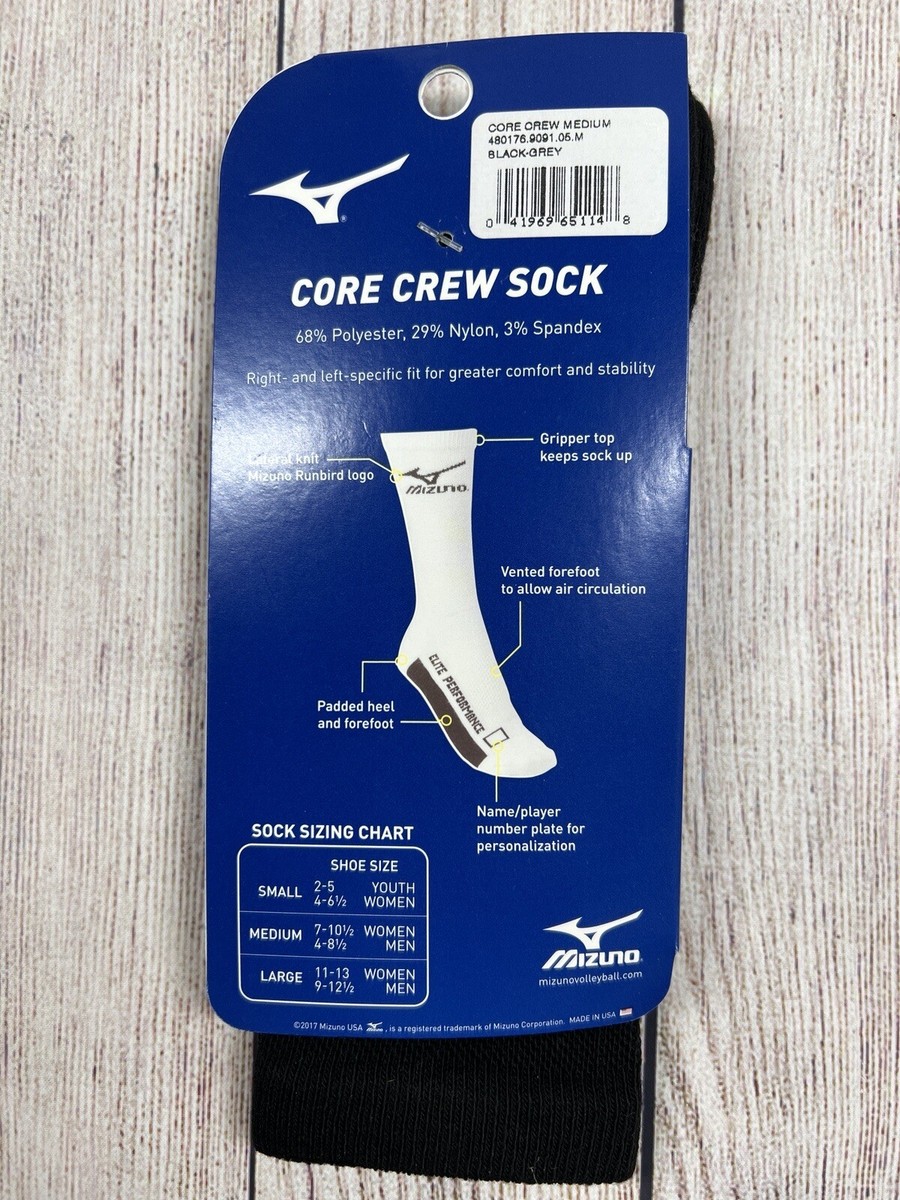 CORE CREW MEDIUM
480176.9091.05.M
BLACK-GREY
0 41969 65114 8
CORE CREW SOCK
68% Polyester, 29% Nylon, 3% Spandex
Right- and left-specific fit for greater comfort and stability
Gripper top
keeps sock up
Lateral knit
Mizuno Runbird logo
MIZUNO
Vented forefoot
to allow air circulation
ELITE PERFORMANCE
Padded heel
and forefoot
Name/player
number plate for
personalization
SOCK SIZING CHART
SHOE SIZE
SMALL 2-5 YOUTH
4-6½ WOMEN
MEDIUM 7-10½ WOMEN
4-8½ MEN
LARGE 11-13 WOMEN
9-12½ MEN
MIZUNO
mizunovolleyball.com
©2017 Mizuno USA MIZUNO, is a registered trademark of Mizuno Corporation. MADE IN USA